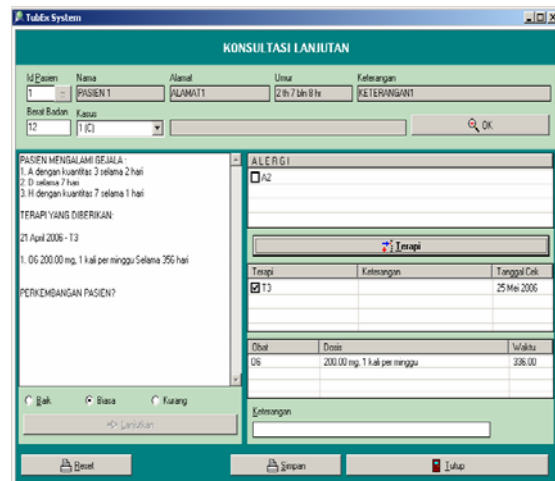 TubEx System
KONSULTASI LANJUTAN
Id Pasien Nama Alamat Umur Keterangan
1 PASIEN 1 ALAMAT1 2 th 7 bln 8 hr KETERANGAN1
Berat Badan Kasus
12 1 (C) OK
PASIEN MENGALAMI GEJALA :
1. A dengan kuantitas 3 selama 2 hari
2. D selama 7 hari
3. H dengan kuantitas 7 selama 1 hari
TERAPI YANG DIBERIKAN:
21 April 2006 - T3
1. O6 200.00 mg, 1 kali per minggu Selama 356 hari
PERKEMBANGAN PASIEN?
Baik Biasa Kurang
Lanjutkan
ALERGI
A2
Terapi
Terapi Keterangan Tanggal Cek
T3 25 Mei 2006
Obat Dosis Waktu
O6 200.00 mg, 1 kali per minggu 336.00
Keterangan
Reset Simpan Tutup